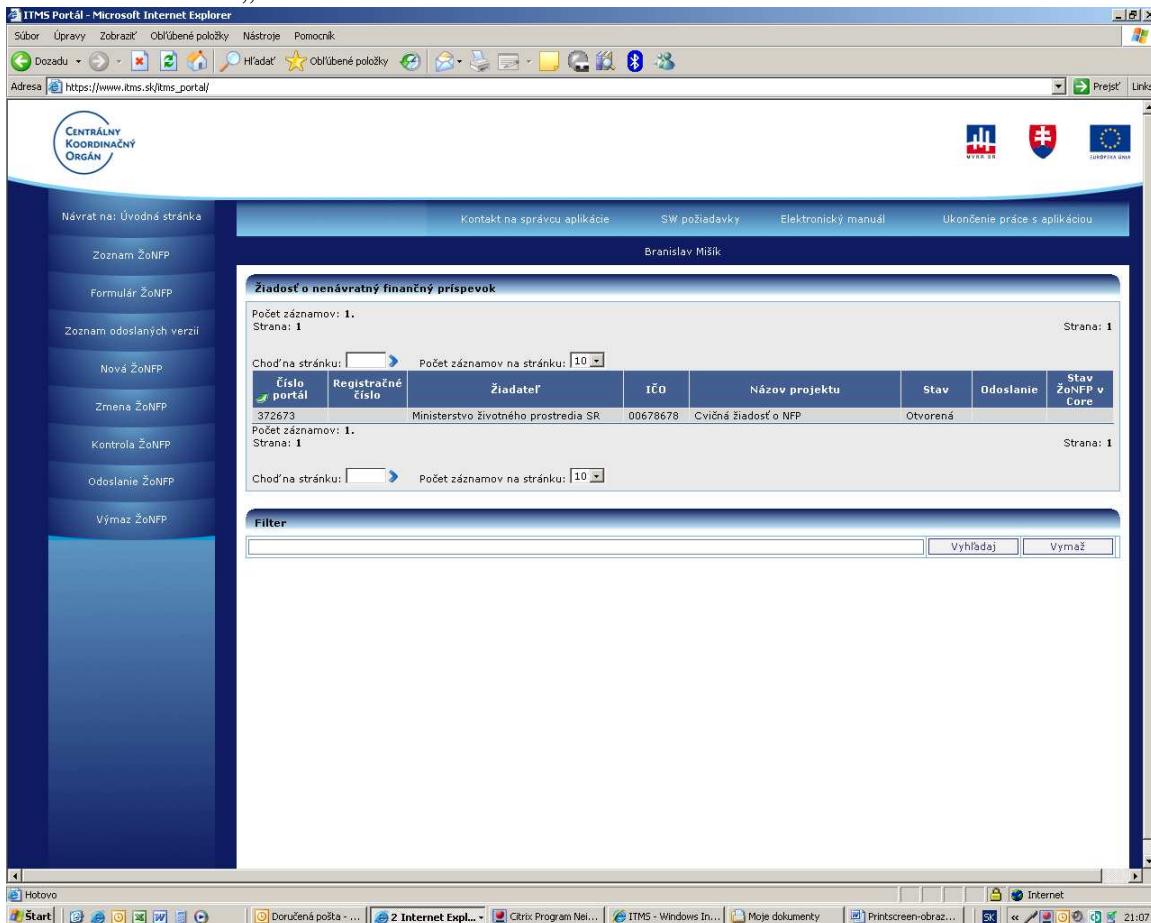 „
ITMS Portál - Microsoft Internet Explorer
Súbor Úpravy Zobraziť Obľúbené položky Nástroje Pomocník
Dozadu Hľadať Obľúbené položky
Adresa https://www.itms.sk/itms_portal/ Prejsť Links
CENTRÁLNY
KOORDINAČNÝ
ORGÁN
MVRR SR EURÓPSKA ÚNIA
Návrat na: Úvodná stránka
Kontakt na správcu aplikácie SW požiadavky Elektronický manuál Ukončenie práce s aplikáciou
Branislav Mišík
Zoznam ŽoNFP
Formulár ŽoNFP
Zoznam odoslaných verzií
Nová ŽoNFP
Zmena ŽoNFP
Kontrola ŽoNFP
Odoslanie ŽoNFP
Výmaz ŽoNFP
Žiadosť o nenávratný finančný príspevok
Počet záznamov: 1.
Strana: 1 Strana: 1
Choď na stránku: Počet záznamov na stránku: 10
Číslo portál Registračné číslo Žiadateľ IČO Názov projektu Stav Odoslanie Stav ŽoNFP v Core
372673 Ministerstvo životného prostredia SR 00678678 Cvičná žiadosť o NFP Otvorená
Počet záznamov: 1.
Strana: 1 Strana: 1
Choď na stránku: Počet záznamov na stránku: 10
Filter
Vyhľadaj Vymaž
Hotovo Internet
Štart Doručená pošta - ... 2 Internet Expl... Citrix Program Nei... ITMS - Windows In... Moje dokumenty Printscreen-obraz... SK 21:07